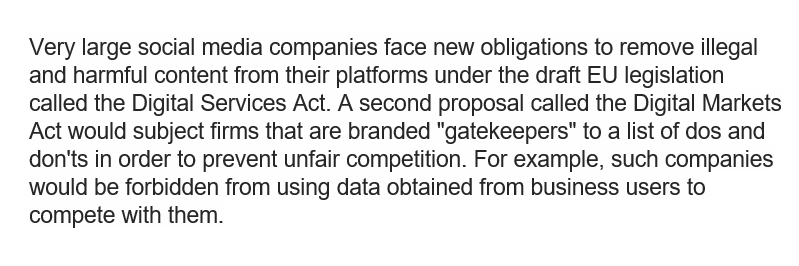 Very large social media companies face new obligations to remove illegal
and harmful content from their platforms under the draft EU legislation
called the Digital Services Act. A second proposal called the Digital Markets
Act would subject firms that are branded "gatekeepers" to a list of dos and
don'ts in order to prevent unfair competition. For example, such companies
would be forbidden from using data obtained from business users to
compete with them.